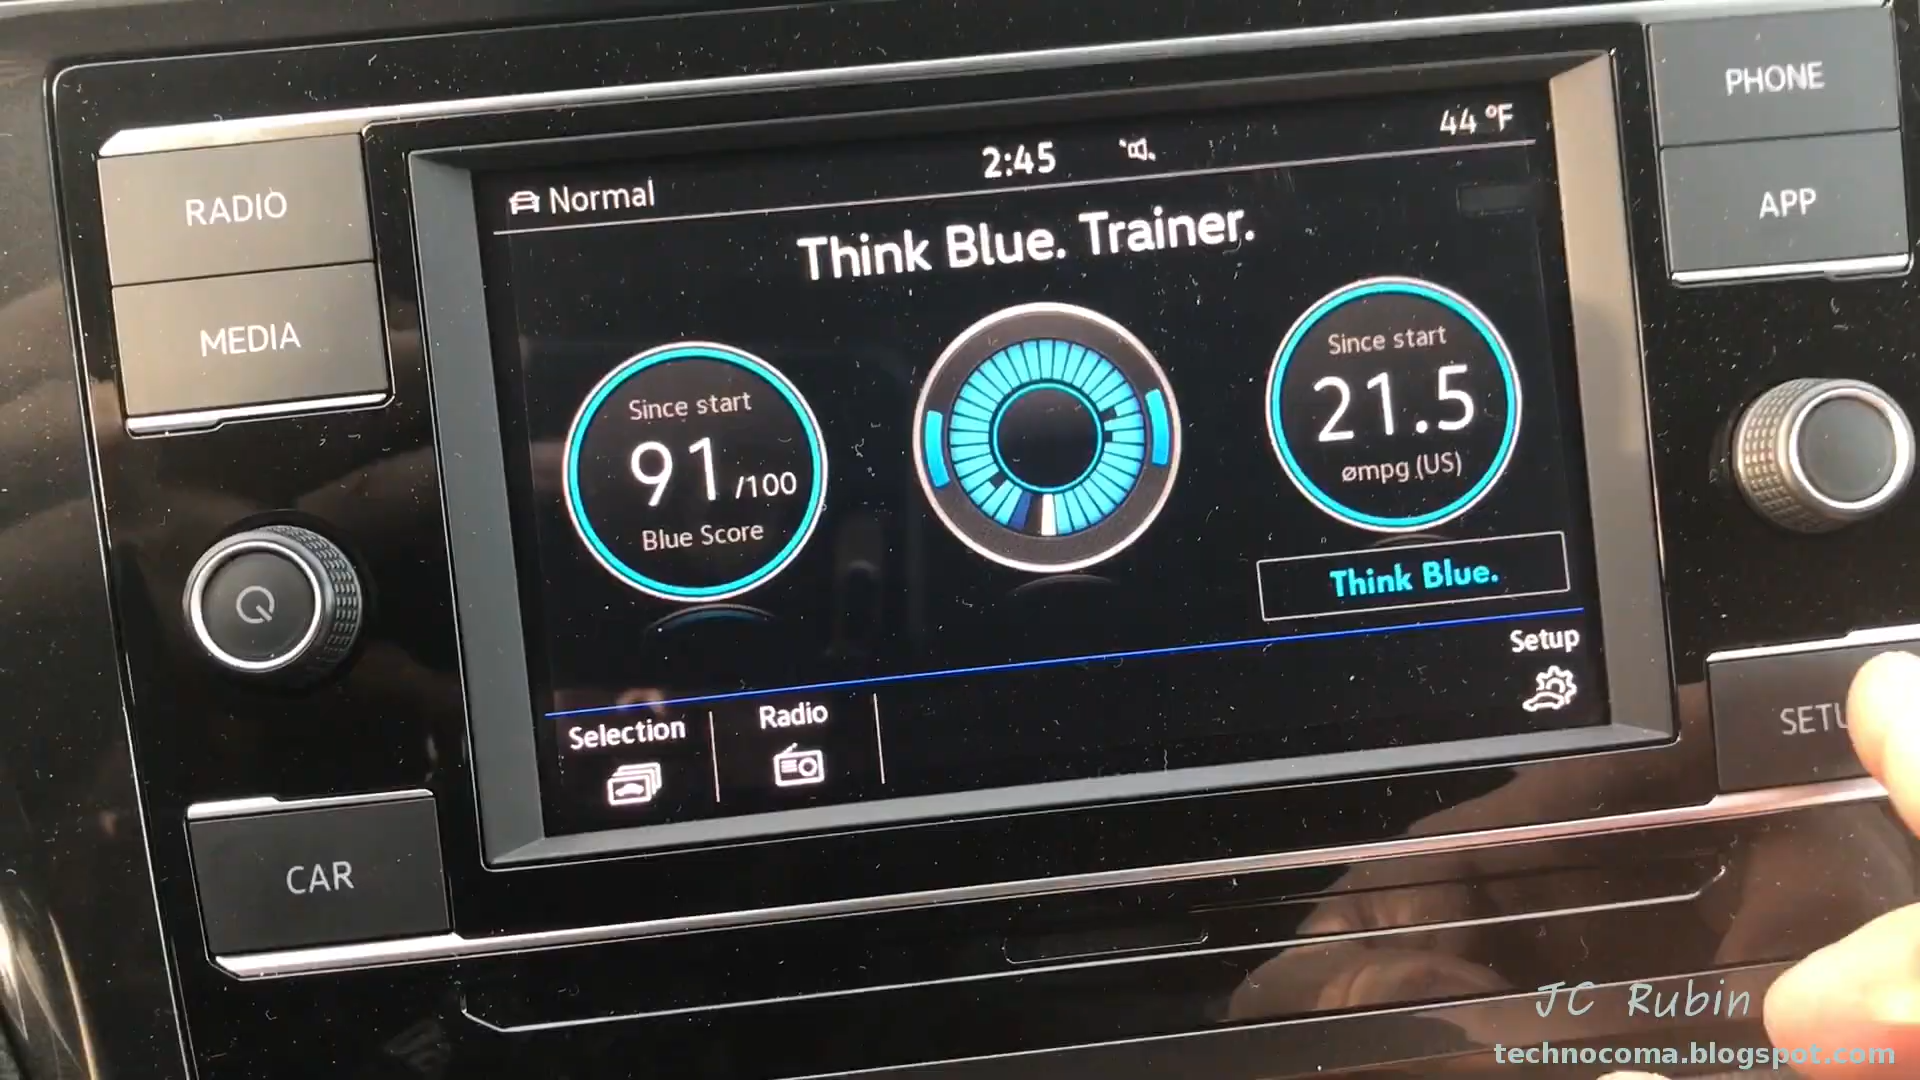 PHONE
APP
44 °F
2:45
Normal
RADIO
MEDIA
Think Blue. Trainer.
Since start
91 /100
Blue Score
Since start
21.5
ømpg (US)
Think Blue.
Setup
Selection
Radio
SETU
CAR
JC Rubin
technocoma.blogspot.com